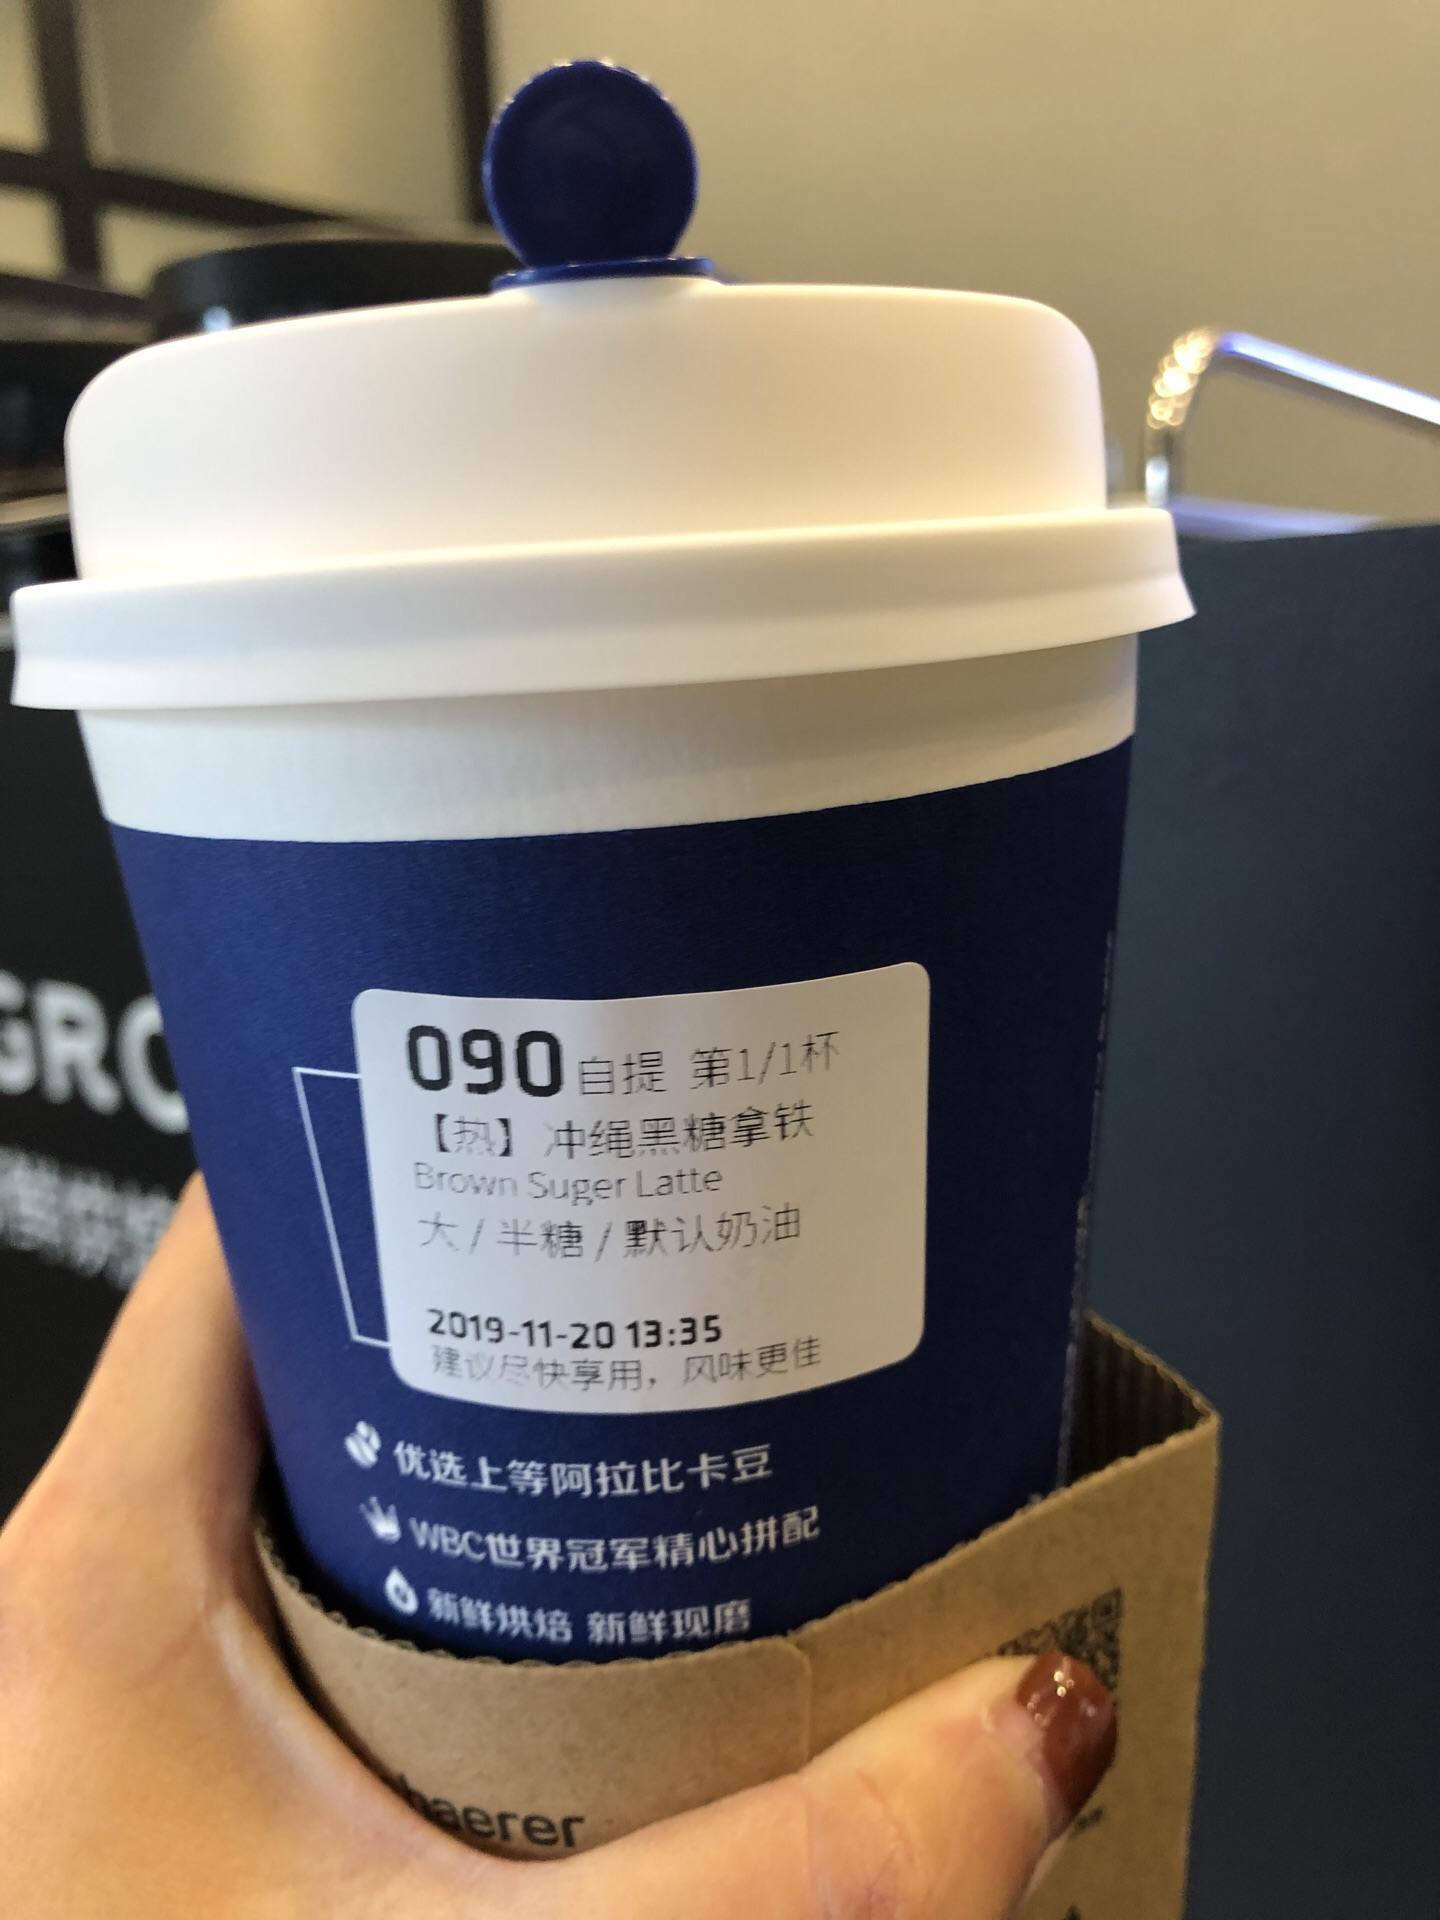 090 自提 第1/1杯
【热】 冲绳黑糖拿铁
Brown Suger Latte
大 / 半糖 / 默认奶油
2019-11-20 13:35
建议尽快享用，风味更佳
优选上等阿拉比卡豆
WBC世界冠军精心拼配
新鲜烘焙 新鲜现磨
haerer
GRO